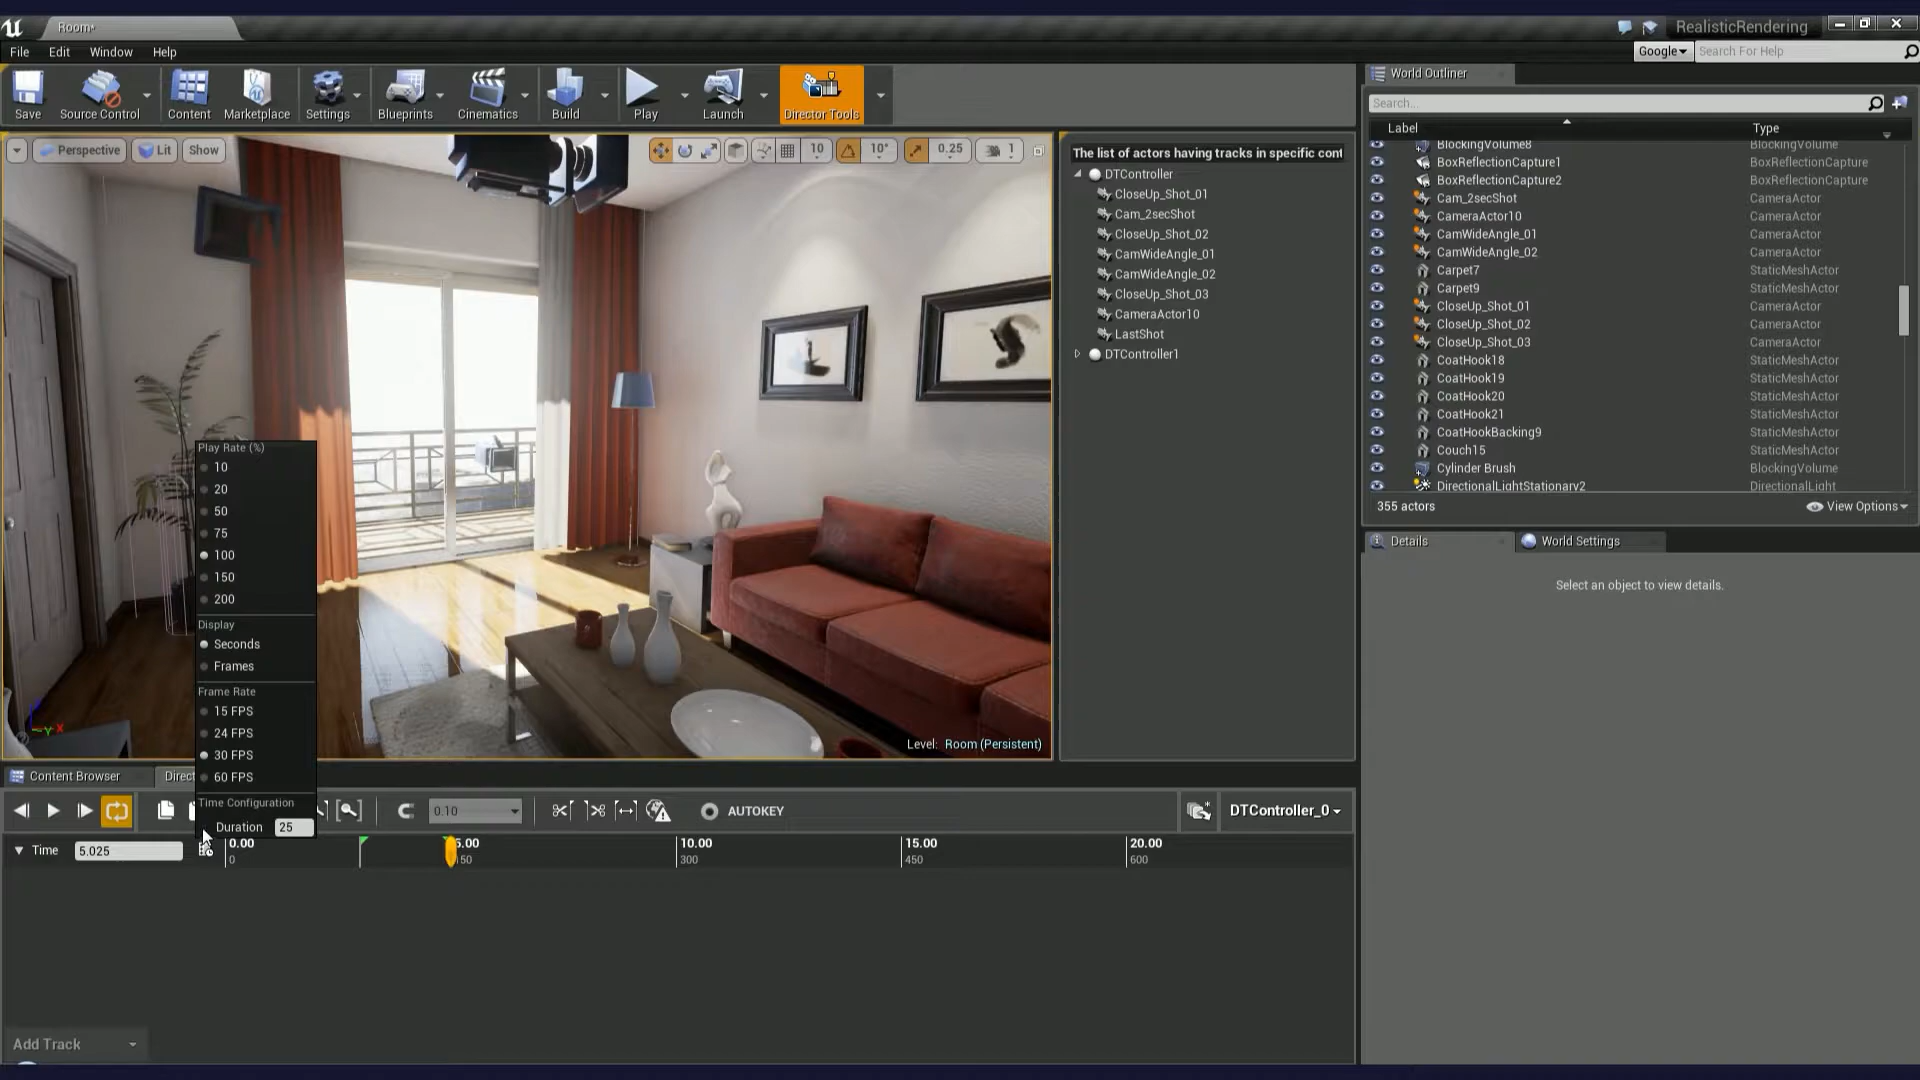 Room*
RealisticRendering
File Edit Window Help
Google Search For Help
Save Source Control Content Marketplace Settings Blueprints Cinematics Build Play Launch Director Tools
World Outliner
Search...
Label Type
Perspective Lit Show 10 10° 0.25 1
The list of actors having tracks in specific cont
DTController
CloseUp_Shot_01
Cam_2secShot
CloseUp_Shot_02
CamWideAngle_01
CamWideAngle_02
CloseUp_Shot_03
CameraActor10
LastShot
DTController1
BlockingVolume8 BlockingVolume
BoxReflectionCapture1 BoxReflectionCapture
BoxReflectionCapture2 BoxReflectionCapture
Cam_2secShot CameraActor
CameraActor10 CameraActor
CamWideAngle_01 CameraActor
CamWideAngle_02 CameraActor
Carpet7 StaticMeshActor
Carpet9 StaticMeshActor
CloseUp_Shot_01 CameraActor
CloseUp_Shot_02 CameraActor
CloseUp_Shot_03 CameraActor
CoatHook18 StaticMeshActor
CoatHook19 StaticMeshActor
CoatHook20 StaticMeshActor
CoatHook21 StaticMeshActor
CoatHookBacking9 StaticMeshActor
Couch15 StaticMeshActor
Cylinder Brush BlockingVolume
DirectionalLightStationary2 DirectionalLight
355 actors View Options
Details World Settings
Select an object to view details.
Play Rate (%)
10
20
50
75
100
150
200
Display
Seconds
Frames
Frame Rate
15 FPS
24 FPS
30 FPS
60 FPS
Time Configuration
Duration 25
X Y
Level: Room (Persistent)
Content Browser Direct
0.10 AUTOKEY DTController_0
Time 5.025
0.00 5.00 10.00 15.00 20.00
0 150 300 450 600
Add Track